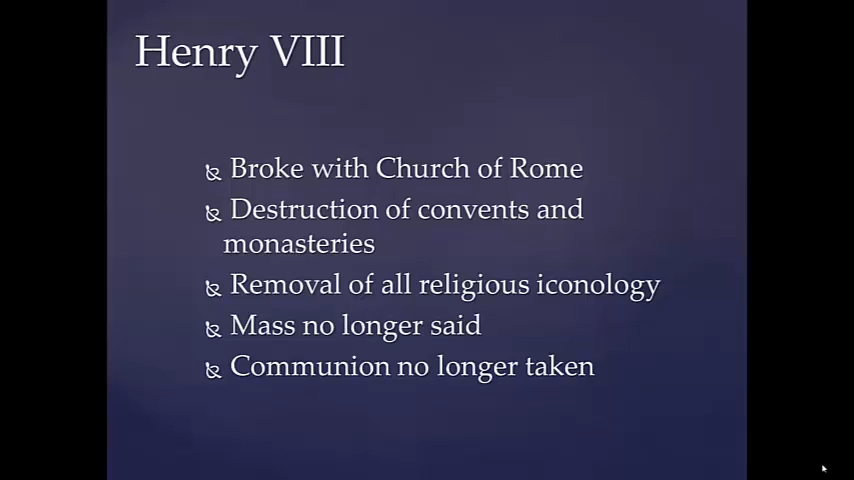 Henry VIII
Broke with Church of Rome
Destruction of convents and
monasteries
Removal of all religious iconology
Mass no longer said
Communion no longer taken